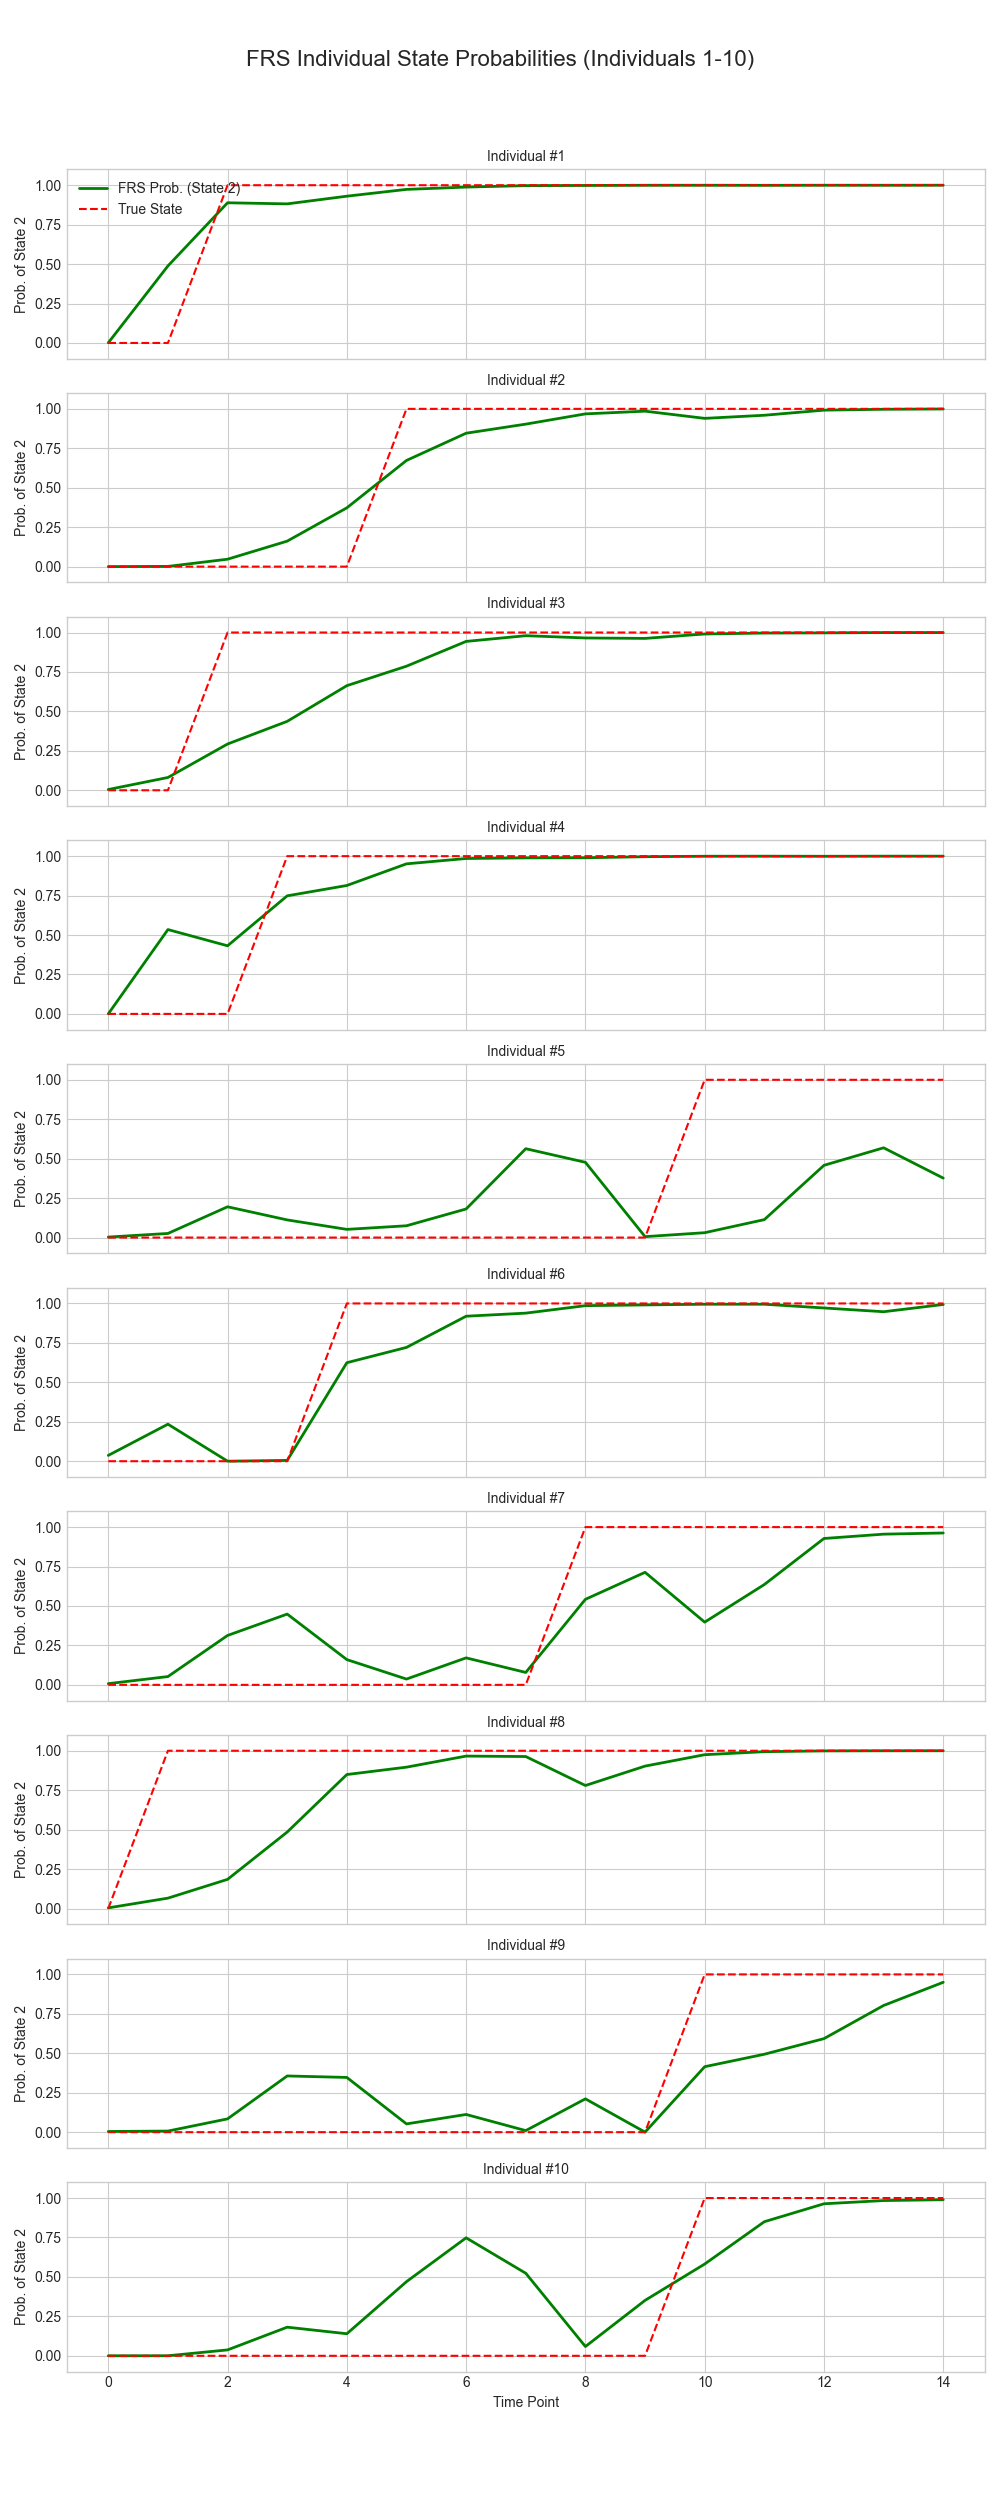 FRS Individual State Probabilities (Individuals 1-10)
Individual #1
FRS Prob. (State 2)
True State
1.00
0.75
0.50
0.25
0.00
Prob. of State 2
Individual #2
1.00
0.75
0.50
0.25
0.00
Prob. of State 2
Individual #3
1.00
0.75
0.50
0.25
0.00
Prob. of State 2
Individual #4
1.00
0.75
0.50
0.25
0.00
Prob. of State 2
Individual #5
1.00
0.75
0.50
0.25
0.00
Prob. of State 2
Individual #6
1.00
0.75
0.50
0.25
0.00
Prob. of State 2
Individual #7
1.00
0.75
0.50
0.25
0.00
Prob. of State 2
Individual #8
1.00
0.75
0.50
0.25
0.00
Prob. of State 2
Individual #9
1.00
0.75
0.50
0.25
0.00
Prob. of State 2
Individual #10
1.00
0.75
0.50
0.25
0.00
Prob. of State 2
0 2 4 6 8 10 12 14
Time Point